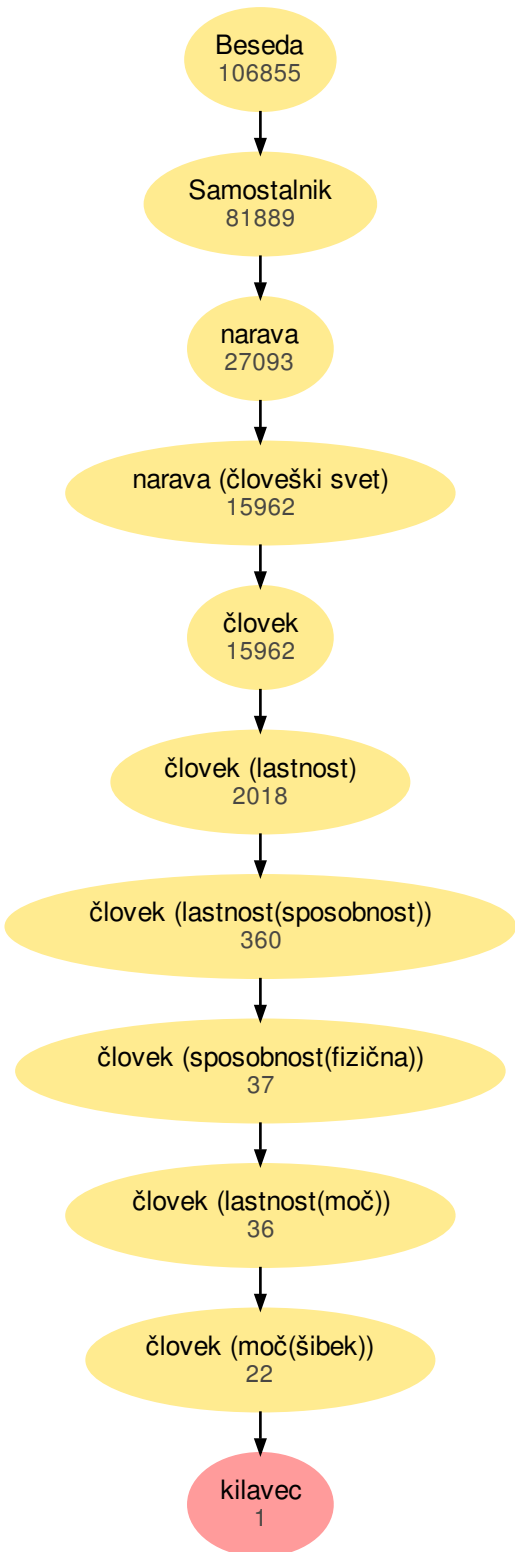 Beseda
106855
Samostalnik
81889
narava
27093
narava (človeški svet)
15962
človek
15962
človek (lastnost)
2018
človek (lastnost(sposobnost))
360
človek (sposobnost(fizična))
37
človek (lastnost(moč))
36
človek (moč(šibek))
22
kilavec
1